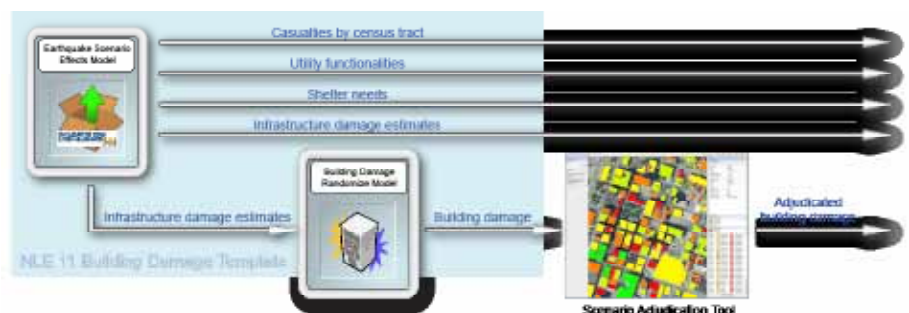 Casualties by census tract
Earthquake Scenario
Effects Model
Utility functionalities
Shelter needs
Infrastructure damage estimates
Building Damage
Randomize Model
Infrastructure damage estimates
Building damage
Adjudicated
building damage
NLE 11 Building Damage Template
Scenario Adjudication Tool